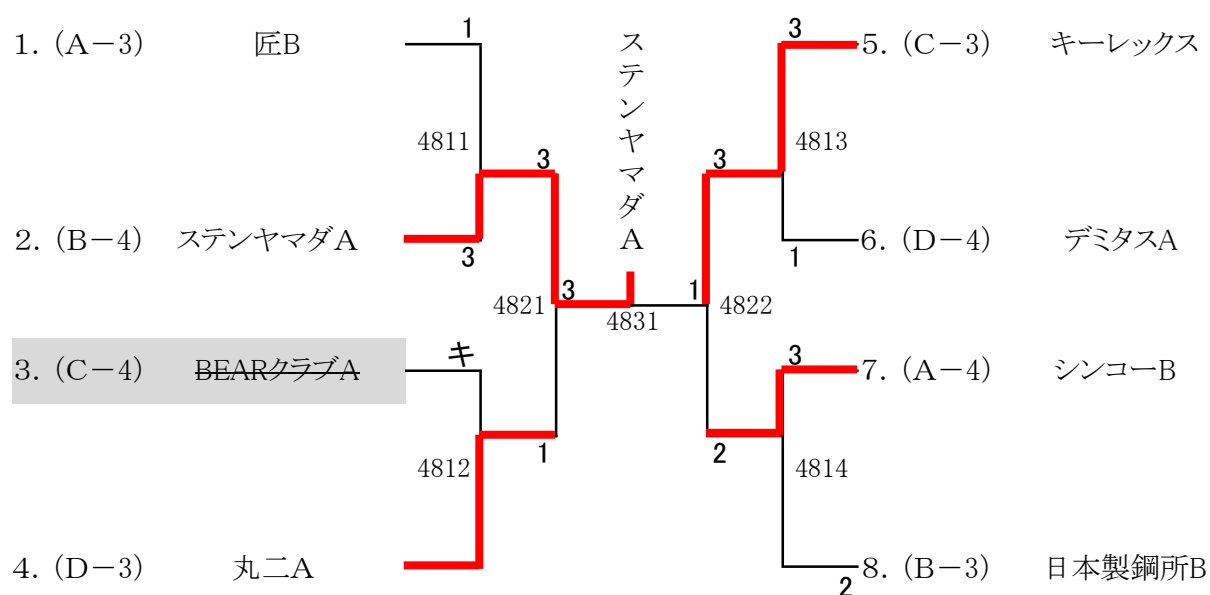 1. (A-3) 匠B
1
ステンヤマダA
3
5. (C-3) キーレックス
4811
4813
3
3
2. (B-4) ステンヤマダA
3
1
6. (D-4) デミタスA
4821
3
4831
1
4822
3. (C-4) BEARクラブA
キ
3
7. (A-4) シンコーB
4812
1
2
4814
4. (D-3) 丸二A
2
8. (B-3) 日本製鋼所B